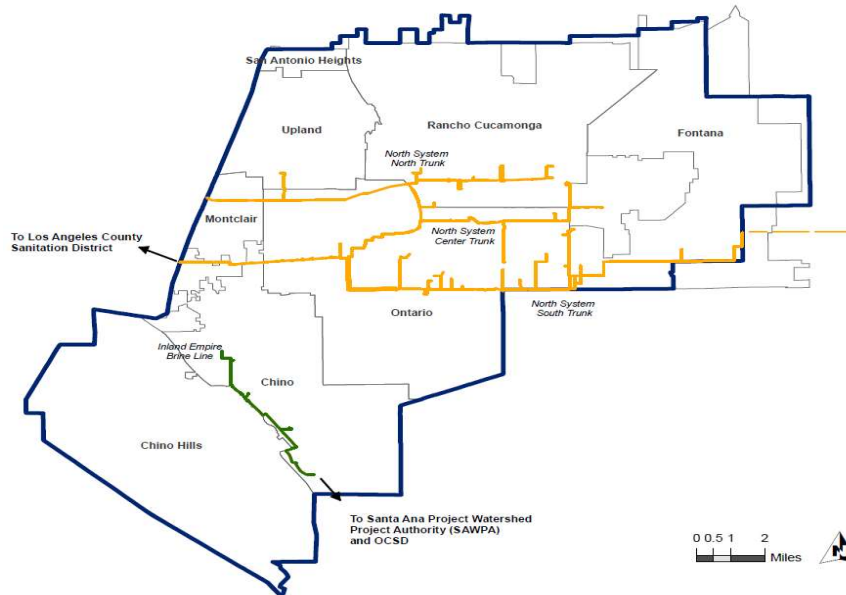 San Antonio Heights
Upland
Rancho Cucamonga
Fontana
North System
North Trunk
Montclair
To Los Angeles County
Sanitation District
North System
Center Trunk
Ontario
North System
South Trunk
Inland Empire
Brine Line
Chino
Chino Hills
To Santa Ana Project Watershed
Project Authority (SAWPA)
and OCSD
0 0.5 1 2
Miles
N